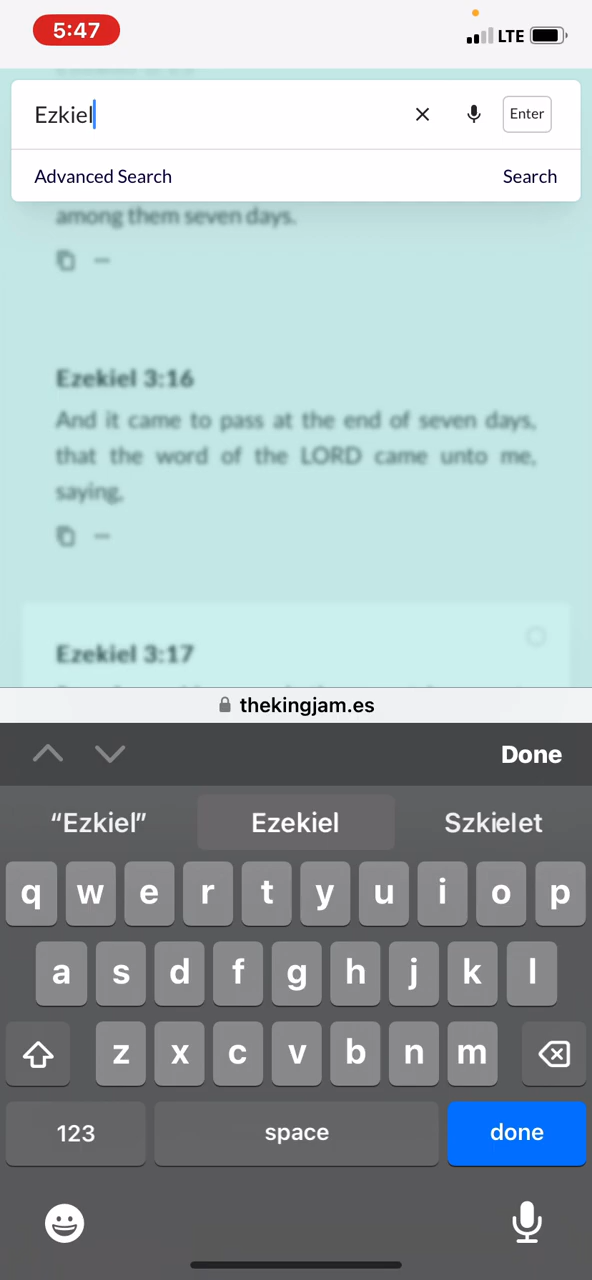 5:47
LTE
Ezkiel
Enter
Advanced Search
Search
among them seven days.
Ezekiel 3:16
And it came to pass at the end of seven days,
that the word of the LORD came unto me,
saying,
Ezekiel 3:17
thekingjam.es
Done
“Ezkiel”
Ezekiel
Szkielet
q w e r t y u i o p
a s d f g h j k l
z x c v b n m
123
space
done